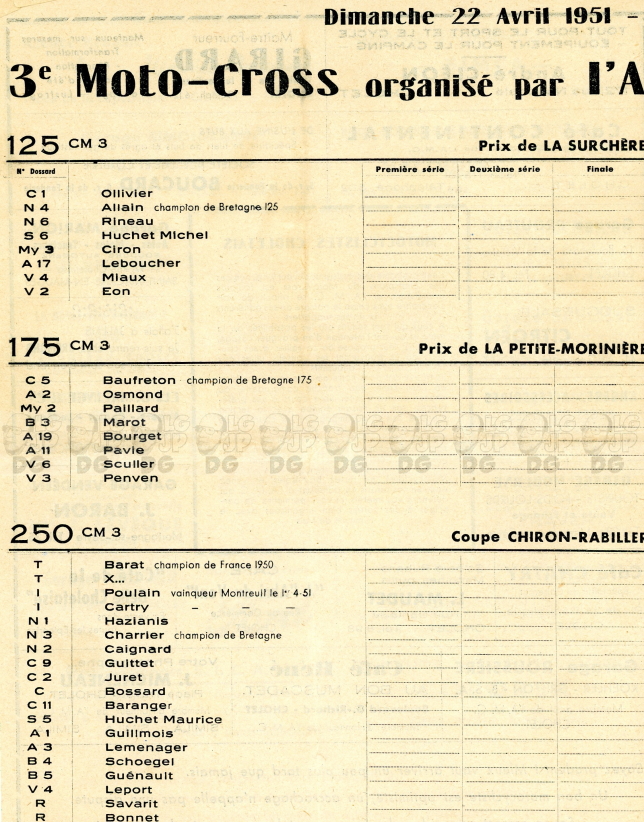 Dimanche 22 Avril 1951 –
3e Moto-Cross organisé par l'A
125 CM 3 Prix de LA SURCHÈRE
N° Dossard Première série Deuxième série Finale
C 1 Ollivier
N 4 Allain champion de Bretagne 125
N 6 Rineau
S 6 Huchet Michel
My 3 Ciron
A 17 Leboucher
V 4 Miaux
V 2 Eon
175 CM 3 Prix de LA PETITE-MORINIÈRE
C 5 Baufreton champion de Bretagne 175
A 2 Osmond
My 2 Paillard
B 3 Marot
A 19 Bourget
A 11 Pavie
V 6 Sculler
V 3 Penven
250 CM 3 Coupe CHIRON-RABILLER
T Barat champion de France 1950
T X...
I Poulain vainqueur Montreuil le 1er 4-51
I Cartry – – –
N 1 Hazianis
N 3 Charrier champion de Bretagne
N 2 Caignard
C 9 Guittet
C 2 Juret
C Bossard
C 11 Baranger
S 5 Huchet Maurice
A 1 Guilmois
A 3 Lemenager
B 4 Schoegel
B 5 Guénault
V 4 Leport
R Savarit
R Bonnet